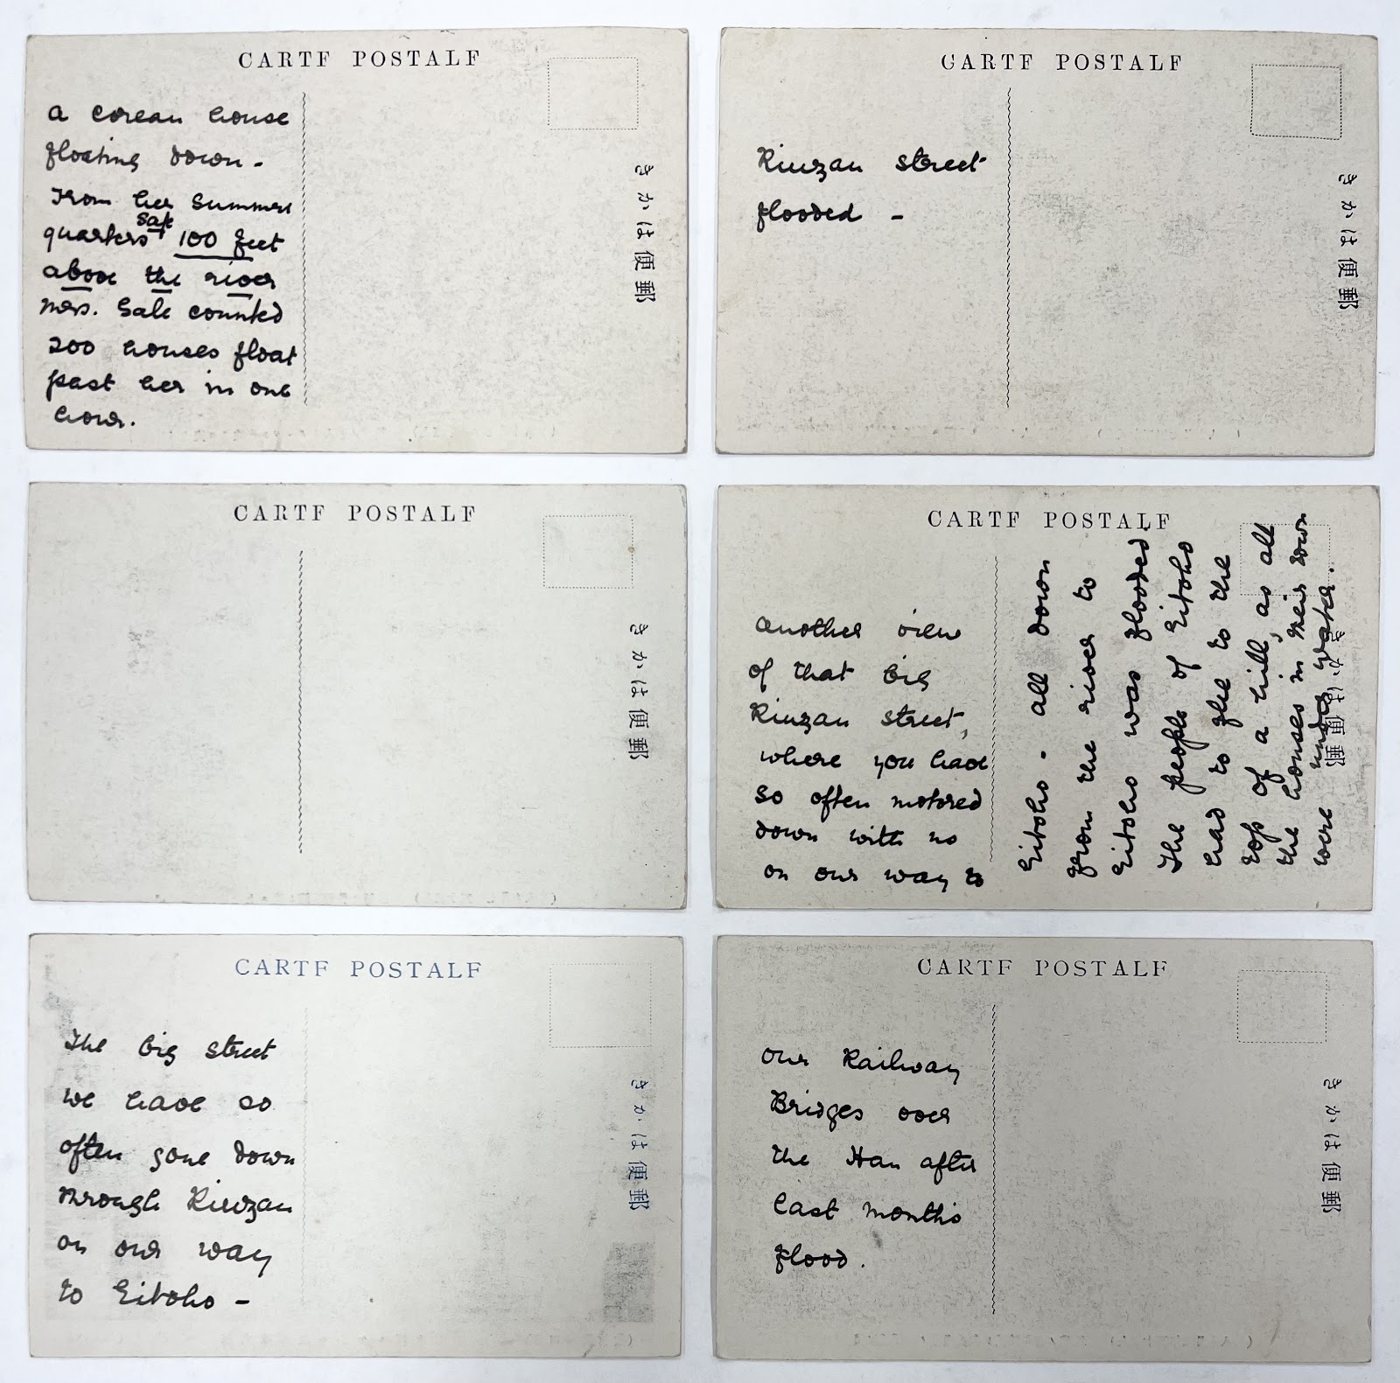 CARTF POSTALF
a corean house
floating down -
From her summer
quarters safe 100 feet
above the river
Mrs. Sale counted
200 houses float
past her in one
hour.
きかは便郵
CARTF POSTALF
Riuzan street
flooded -
きかは便郵
CARTF POSTALF
きかは便郵
CARTF POSTALF
another view
of that big
Riuzan street,
where you have
so often motored
down with us
on our way to
Eitoho - all down
from the river to
Eitoho was flooded.
The people of Eitoho
had to flee to the
top of a hill, as all
the houses in their town
were under water.
きかは便郵
CARTF POSTALF
The big street
we have so
often gone down
through Riuzan
on our way
to Eitoho -
きかは便郵
CARTF POSTALF
Our Railway
Bridges over
the Han after
last months
flood.
きかは便郵